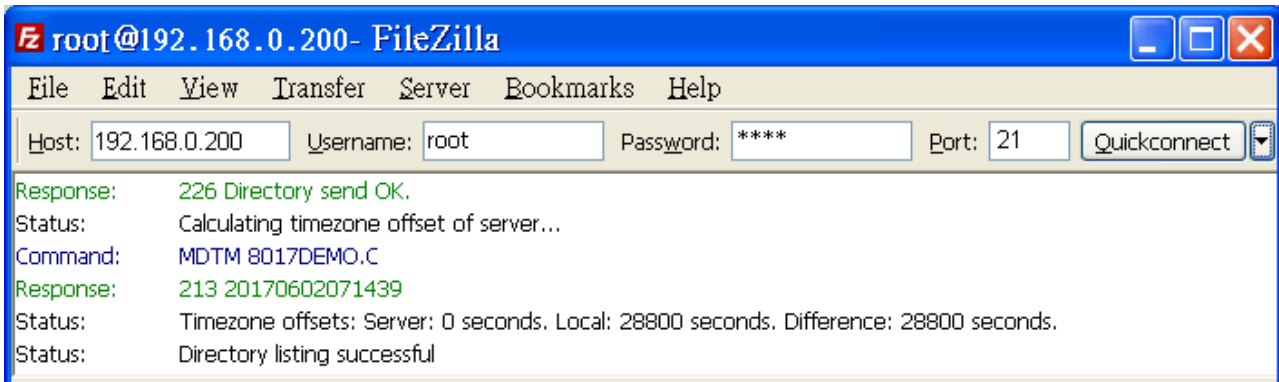 Fz root@192.168.0.200- FileZilla
File Edit View Transfer Server Bookmarks Help
Host: 192.168.0.200 Username: root Password: **** Port: 21 Quickconnect
Response: 226 Directory send OK.
Status: Calculating timezone offset of server...
Command: MDTM 8017DEMO.C
Response: 213 20170602071439
Status: Timezone offsets: Server: 0 seconds. Local: 28800 seconds. Difference: 28800 seconds.
Status: Directory listing successful